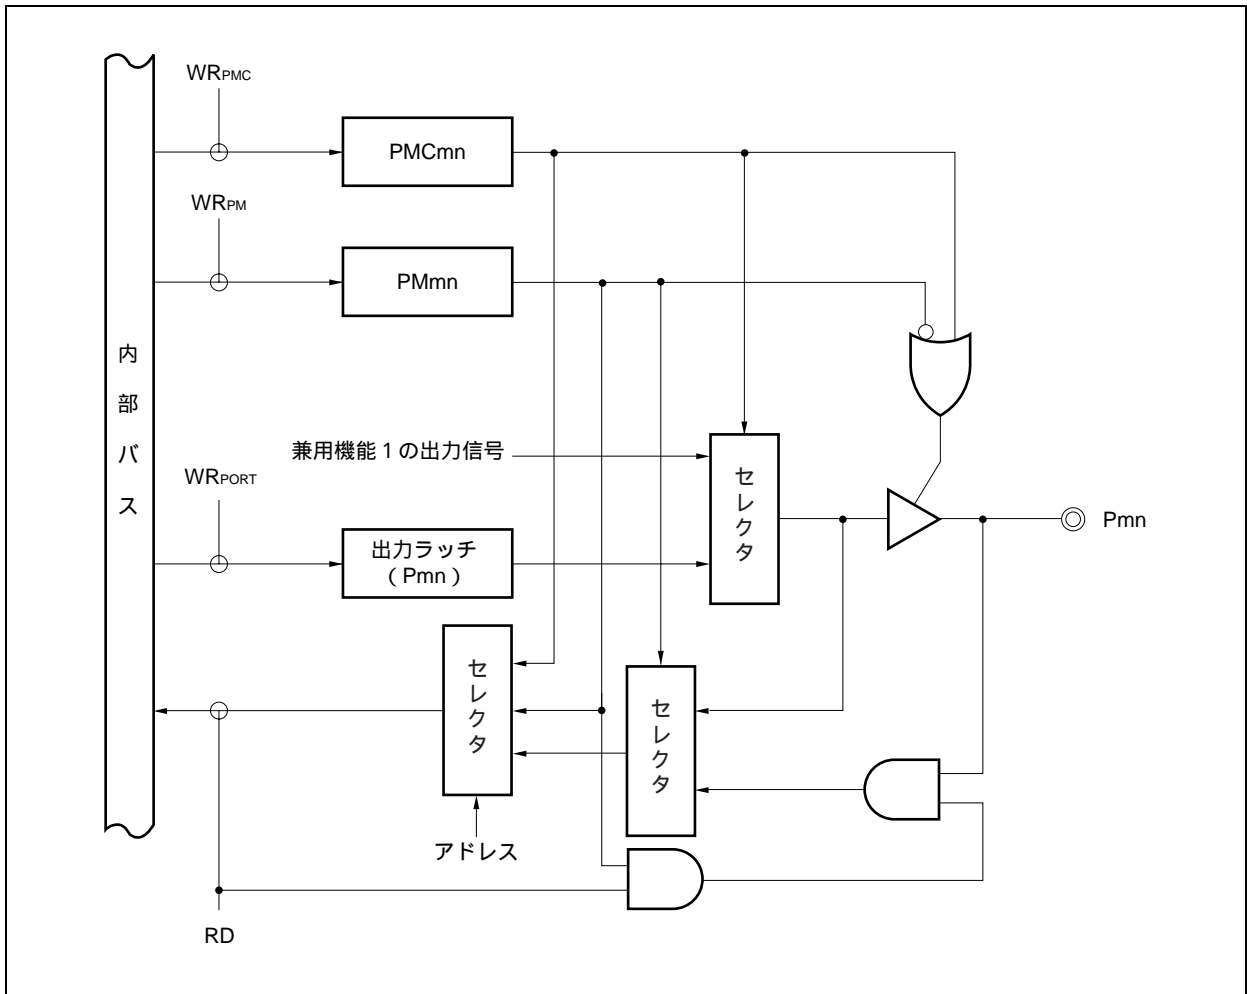 WRPMC
PMCmn
WRPM
PMmn
内部バス
兼用機能1の出力信号
セレクタ
WRPORT
Pmn
出力ラッチ
(Pmn)
セレクタ
セレクタ
アドレス
RD